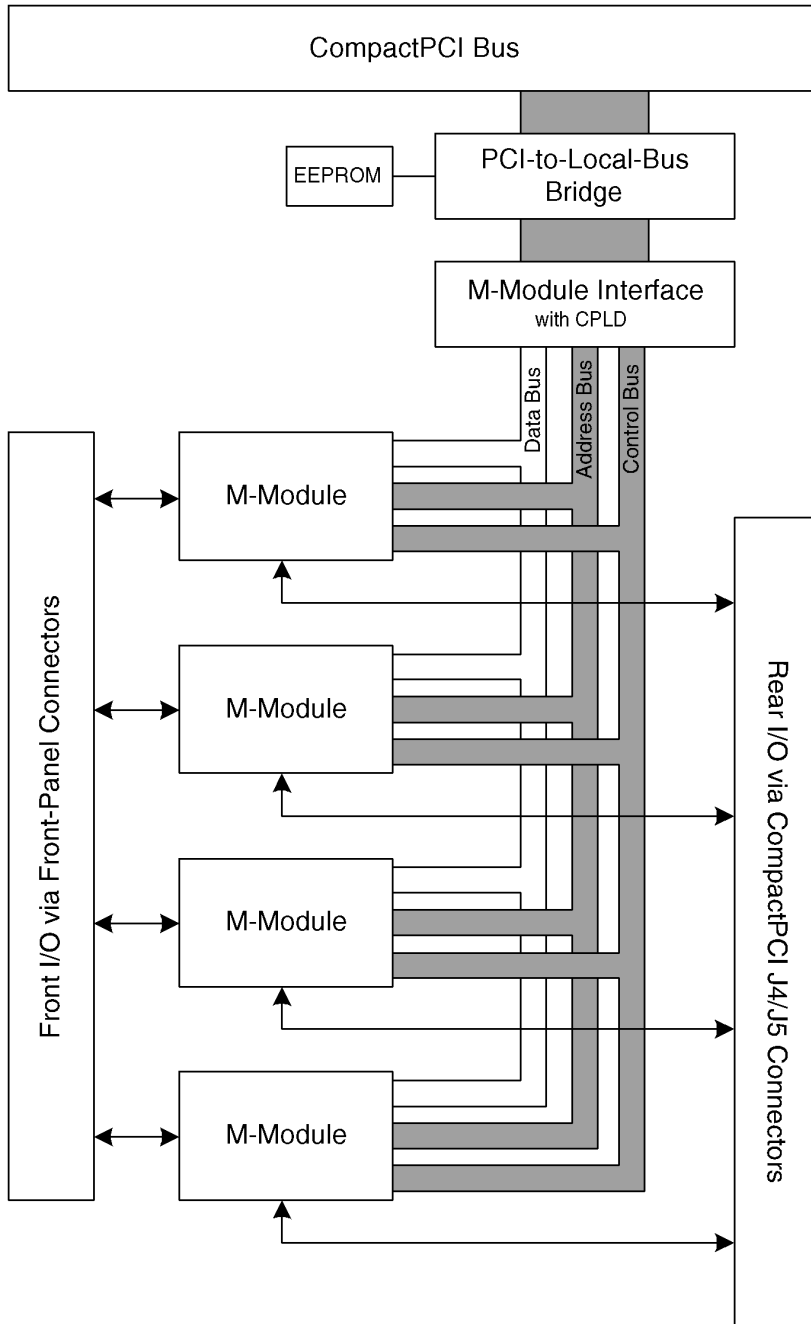 CompactPCI Bus
EEPROM
PCI-to-Local-Bus
Bridge
M-Module Interface
with CPLD
Data Bus
Address Bus
Control Bus
Front I/O via Front-Panel Connectors
M-Module
M-Module
M-Module
M-Module
Rear I/O via CompactPCI J4/J5 Connectors